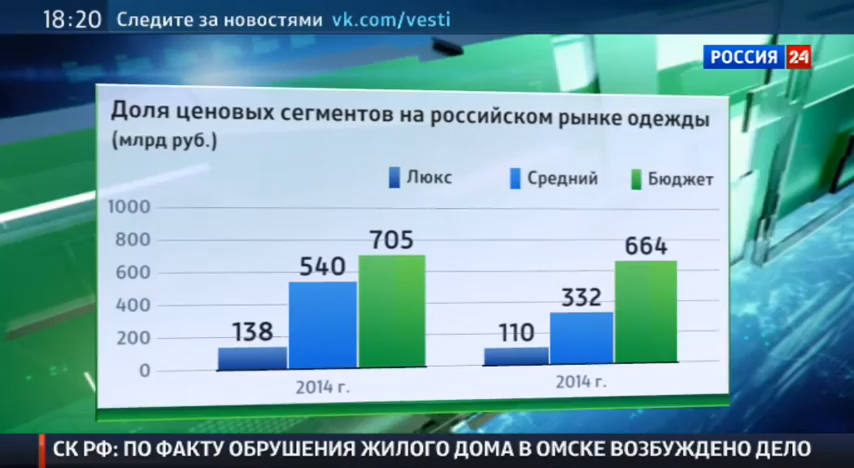 18:20 Следите за новостями vk.com/vesti
РОССИЯ 24
Доля ценовых сегментов на российском рынке одежды
(млрд руб.)
Люкс Средний Бюджет
1000
800
600
400
200
0
138 540 705
110 332 664
2014 г. 2014 г.
СК РФ: ПО ФАКТУ ОБРУШЕНИЯ ЖИЛОГО ДОМА В ОМСКЕ ВОЗБУЖДЕНО ДЕЛО